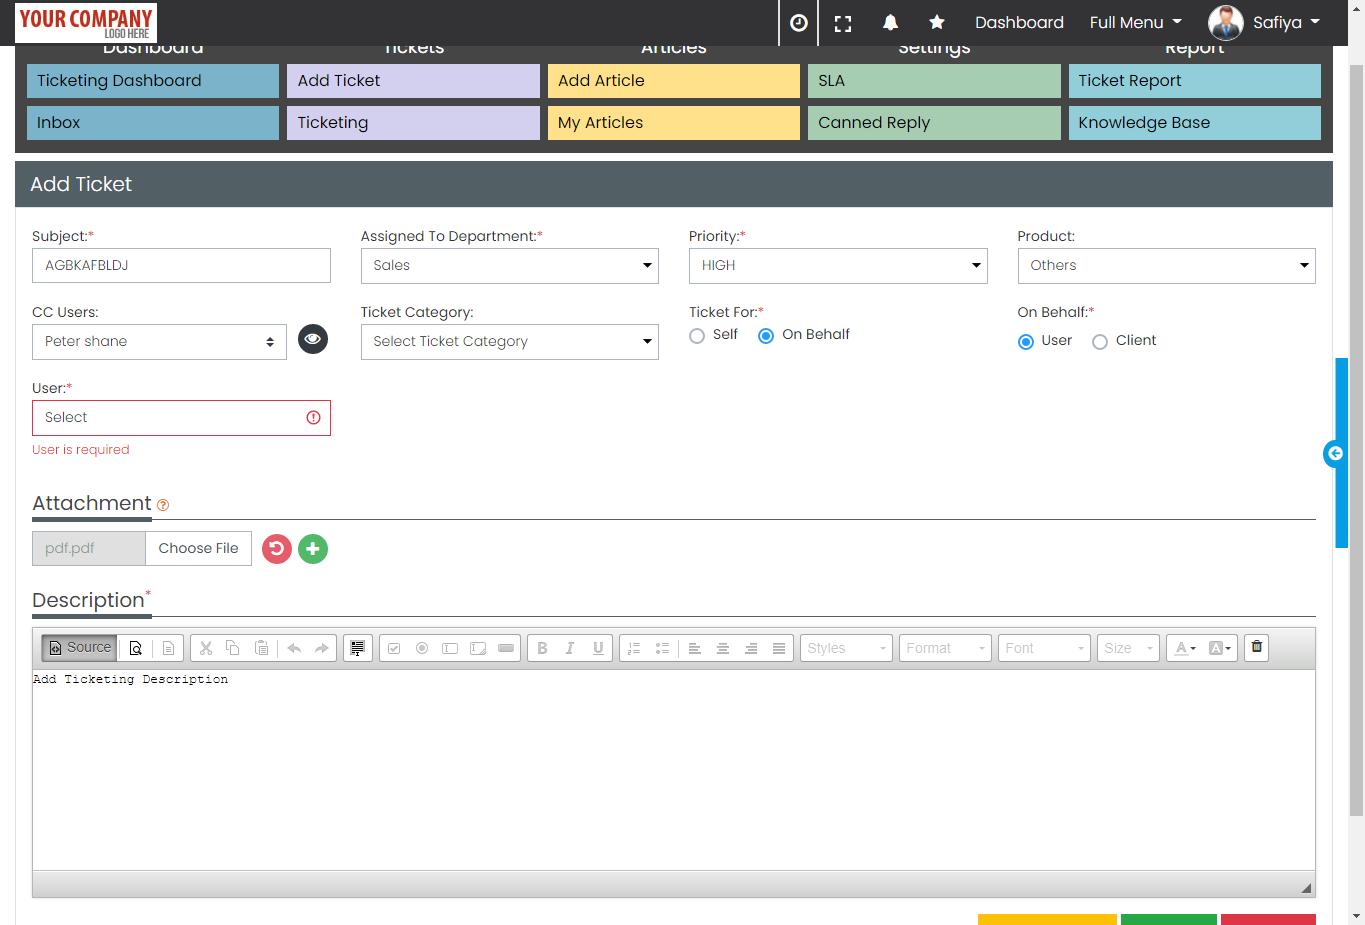 YOUR COMPANY
LOGO HERE
Dashboard
Full Menu
Safiya
Dashboard
Tickets
Articles
Settings
Report
Ticketing Dashboard
Add Ticket
Add Article
SLA
Ticket Report
Inbox
Ticketing
My Articles
Canned Reply
Knowledge Base
Add Ticket
Subject:*
Assigned To Department:*
Priority:*
Product:
AGBKAFBLDJ
Sales
HIGH
Others
CC Users:
Ticket Category:
Ticket For:*
On Behalf:*
Peter shane
Select Ticket Category
Self
On Behalf
User
Client
User:*
Select
User is required
Attachment
pdf.pdf
Choose File
Description*
Source
B I U
Styles
Format
Font
Size
A
A
Add Ticketing Description